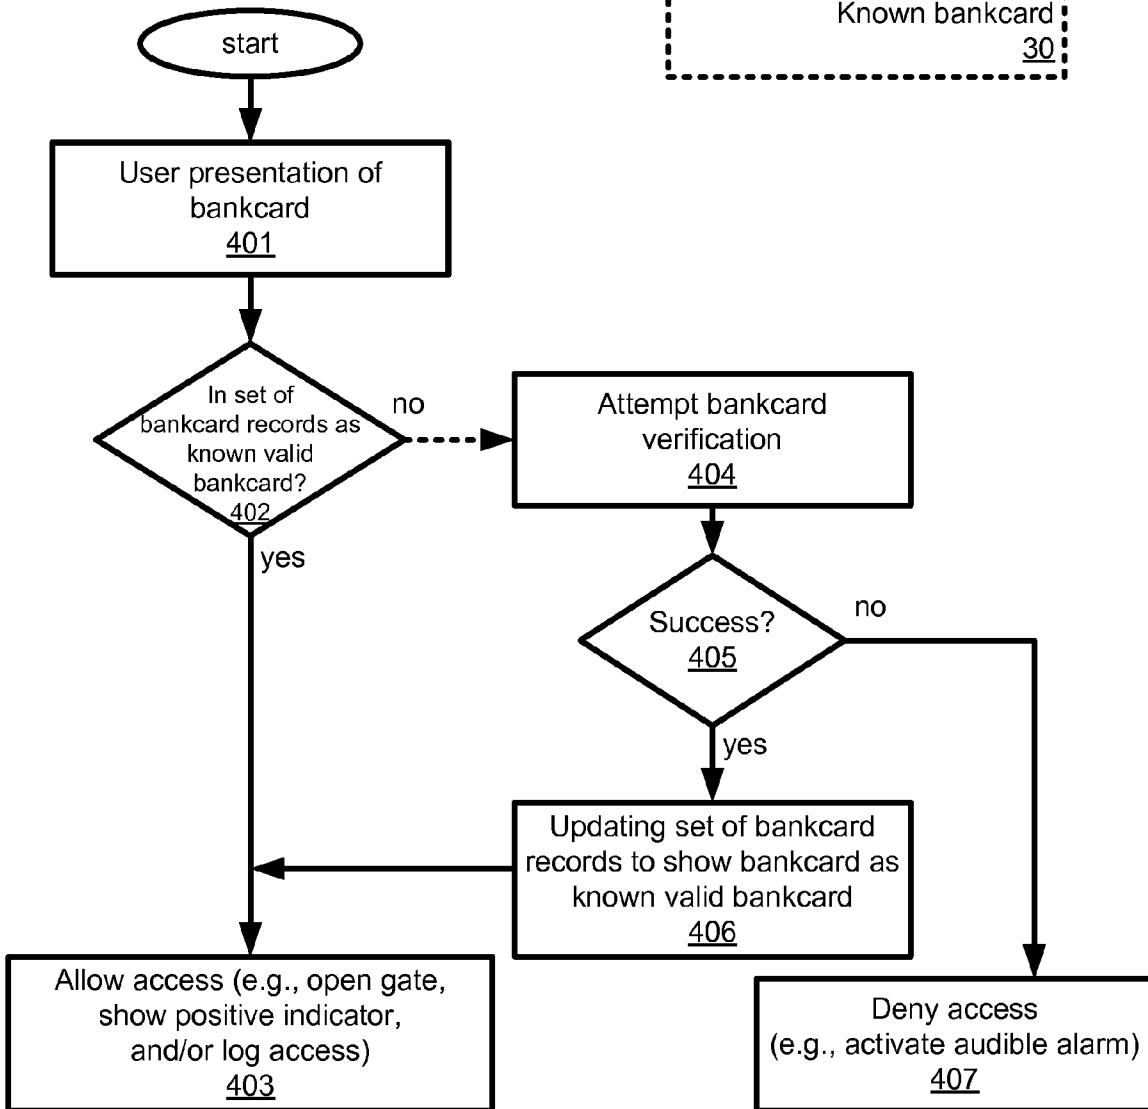 Known bankcard
30
start
User presentation of
bankcard
401
In set of
bankcard records as
known valid
bankcard?
402
no
yes
Attempt bankcard
verification
404
Success?
405
no
yes
Updating set of bankcard
records to show bankcard as
known valid bankcard
406
Allow access (e.g., open gate,
show positive indicator,
and/or log access)
403
Deny access
(e.g., activate audible alarm)
407